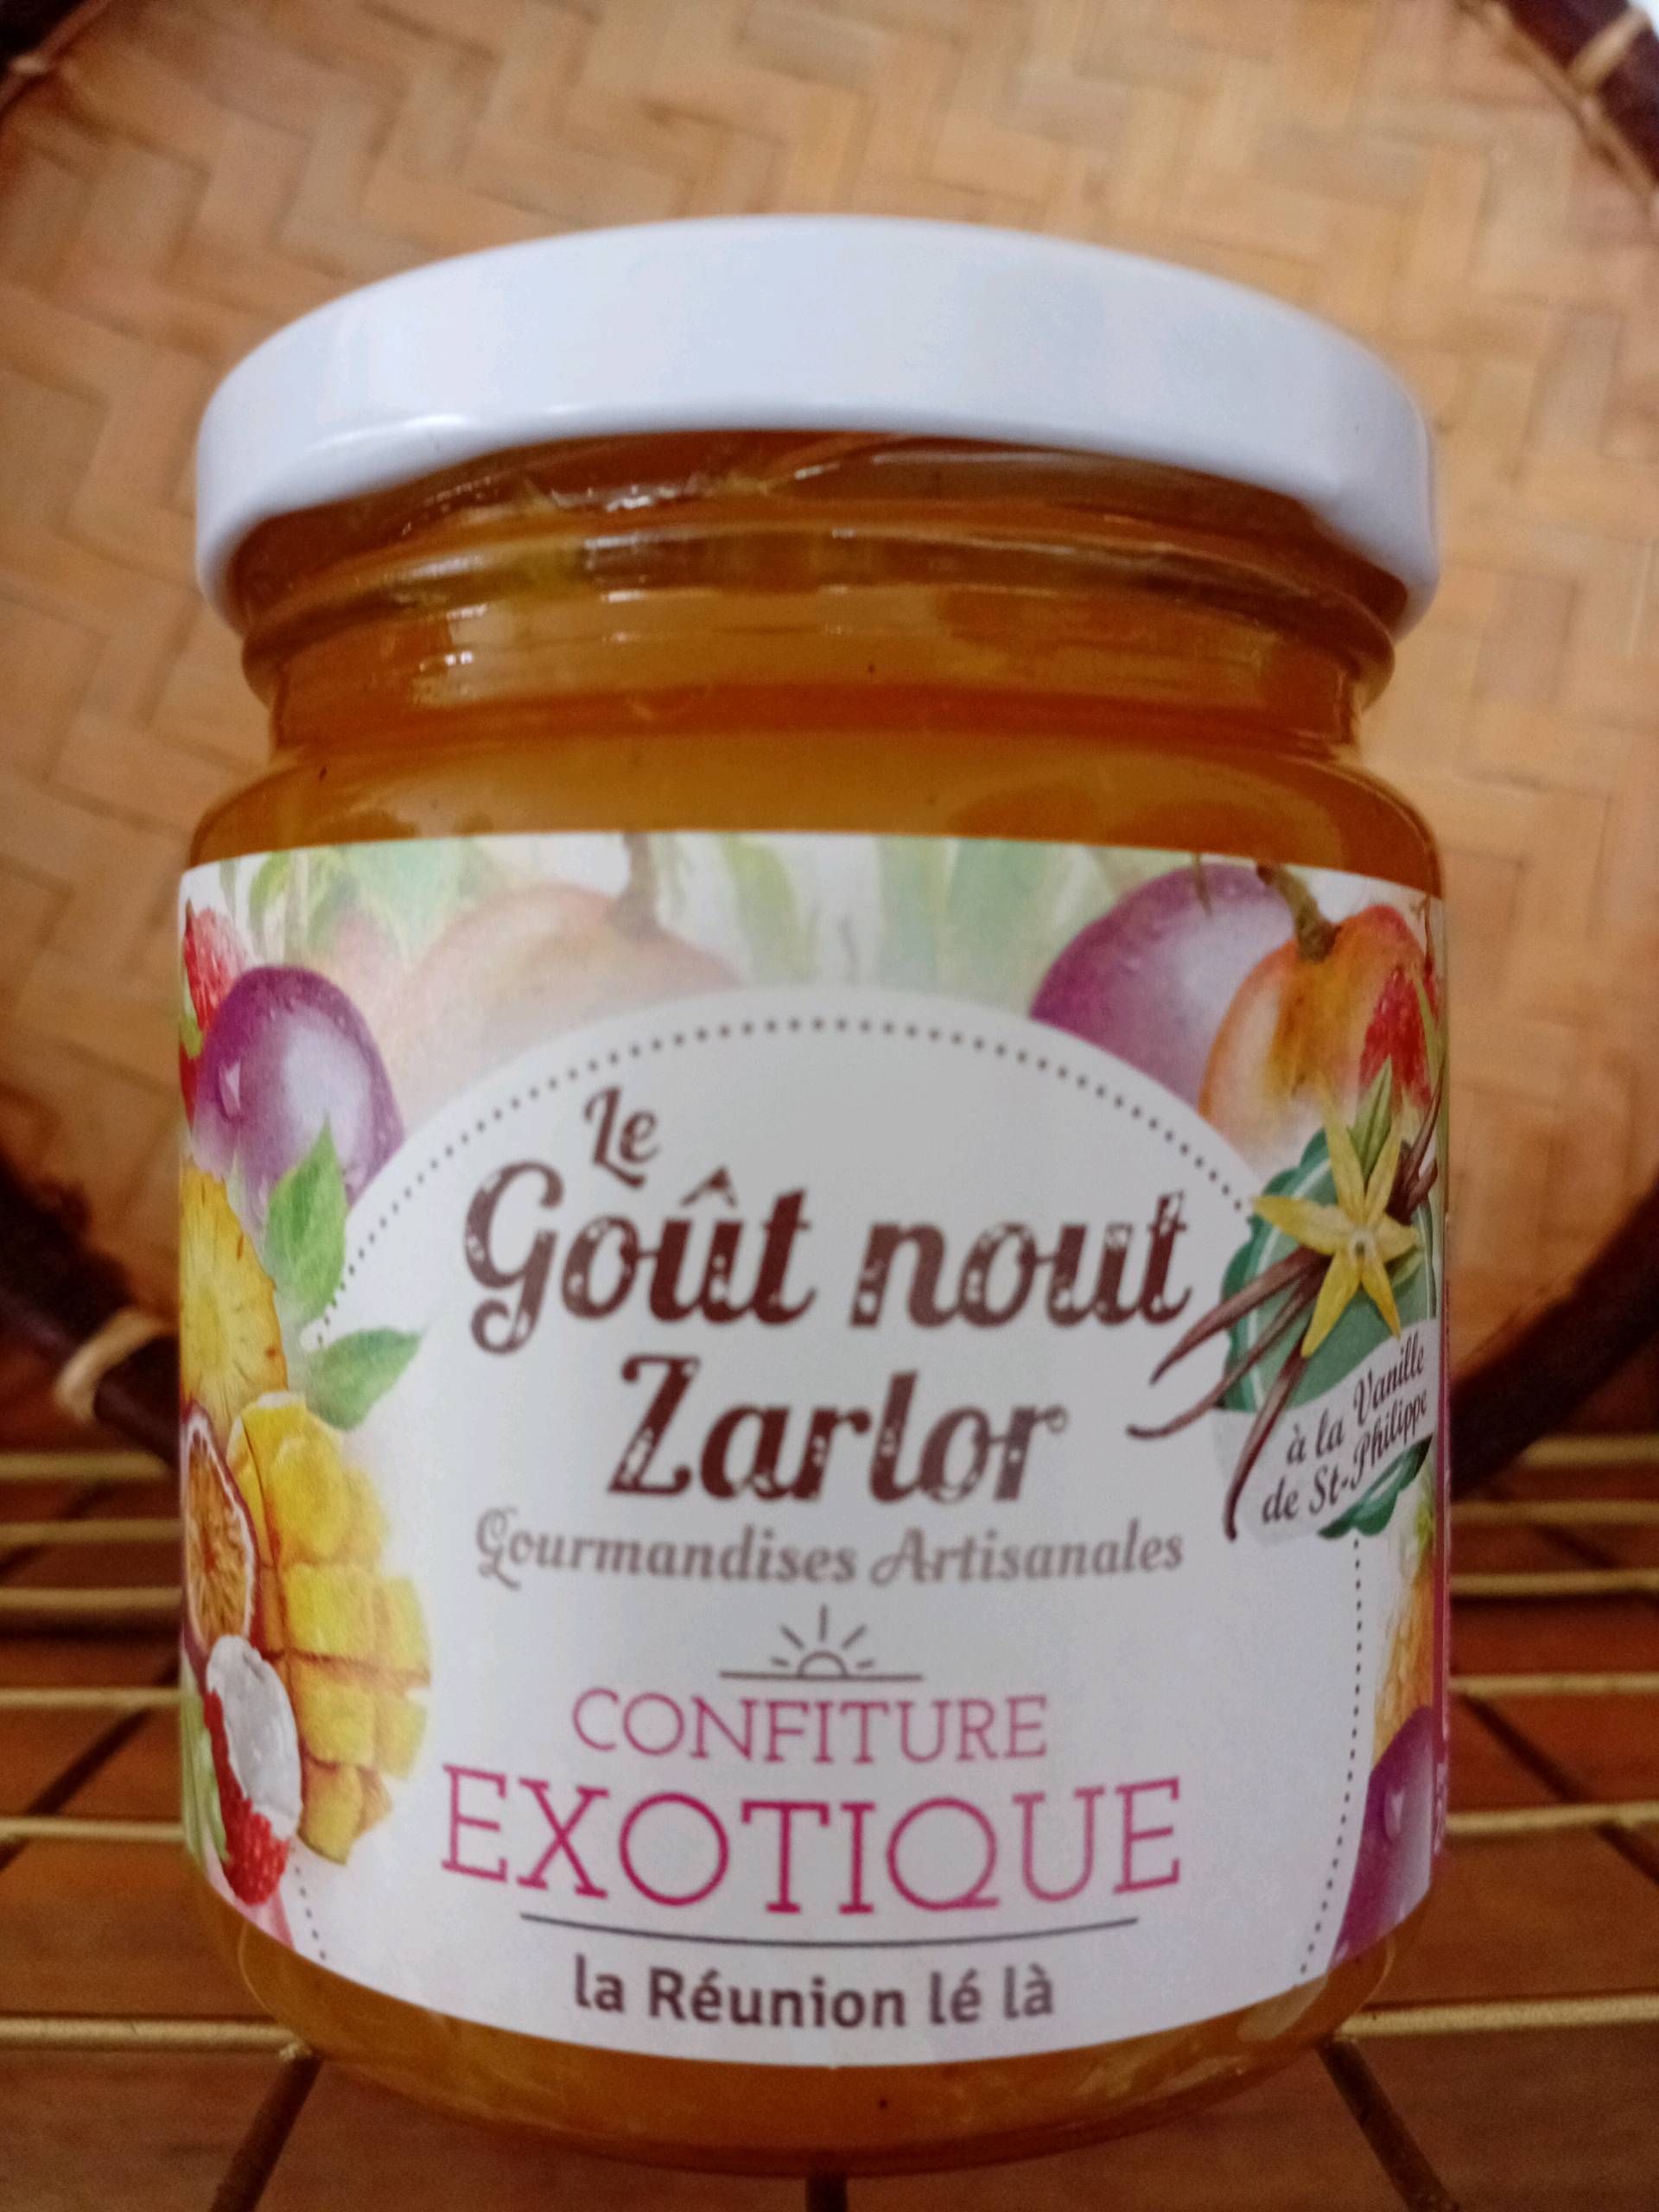 Le
Goût nout
Zarlor
Gourmandises Artisanales
à la Vanille
de St-Philippe
CONFITURE
EXOTIQUE
la Réunion lé là